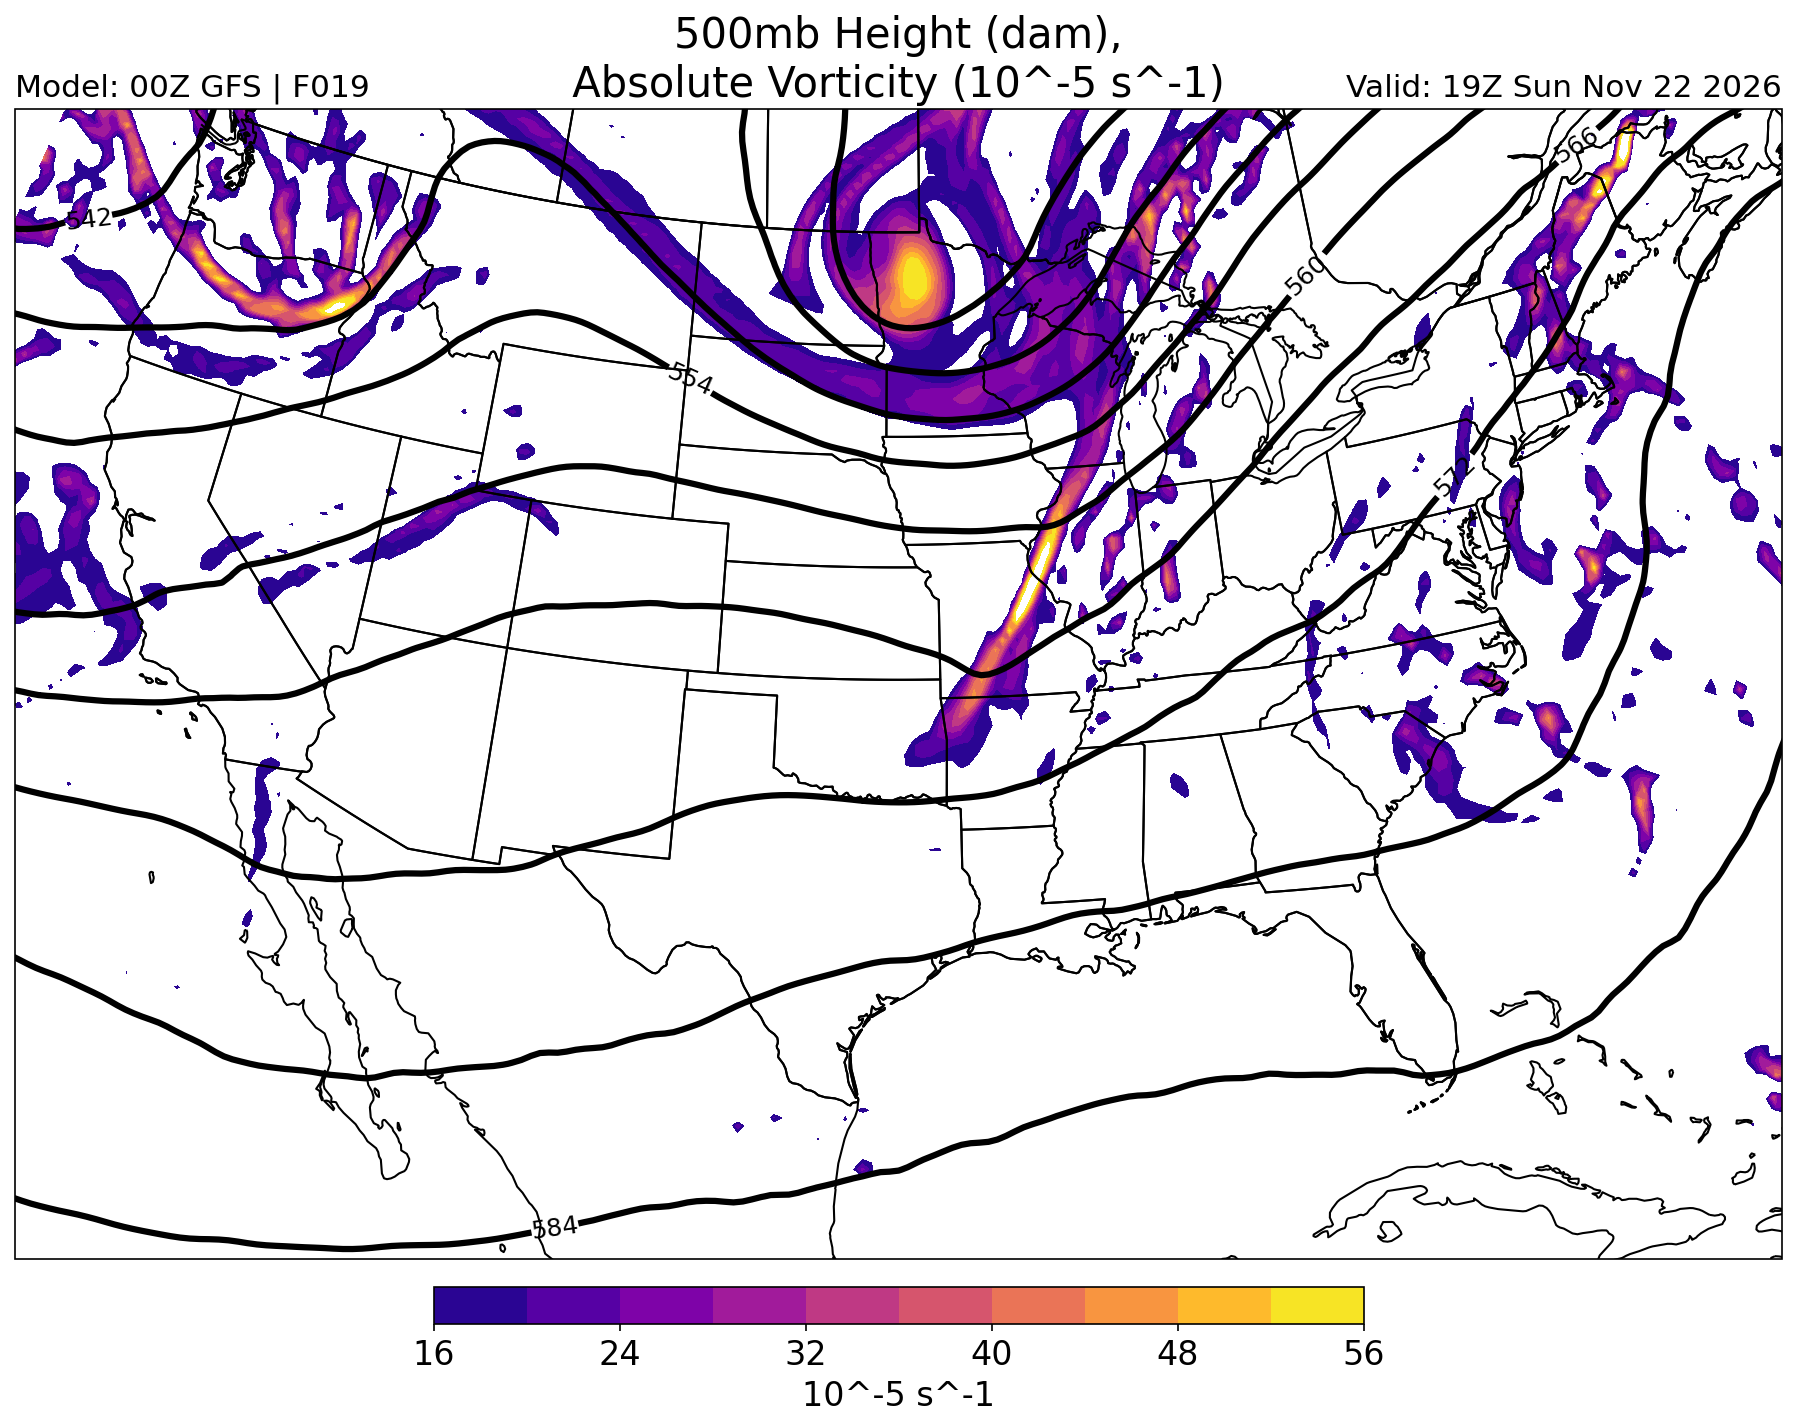 500mb Height (dam),
Model: 00Z GFS | F019
Absolute Vorticity (10^-5 s^-1)
Valid: 19Z Sun Nov 22 2026
566
542
560
554
584
16
24
32
40
48
56
10^-5 s^-1